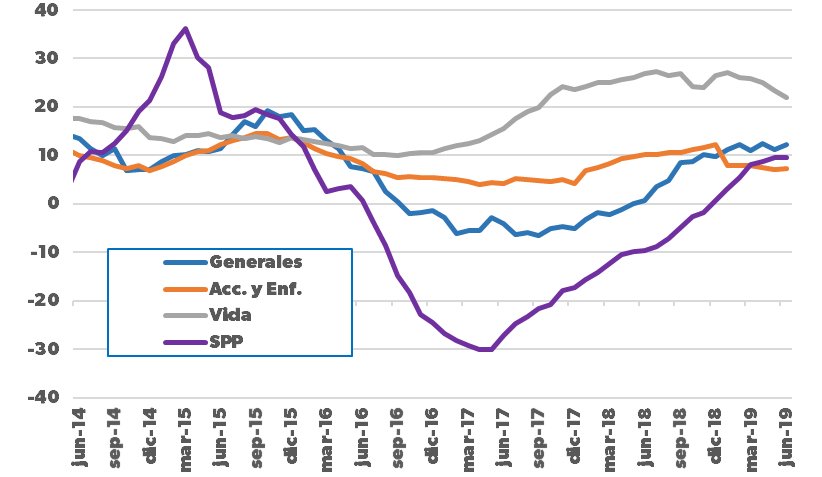 40
30
20
10
0
-10
-20
-30
-40
Generales
Acc. y Enf.
Vida
SPP
jun-14
sep-14
dic-14
mar-15
jun-15
sep-15
dic-15
mar-16
jun-16
sep-16
dic-16
mar-17
jun-17
sep-17
dic-17
mar-18
jun-18
sep-18
dic-18
mar-19
jun-19